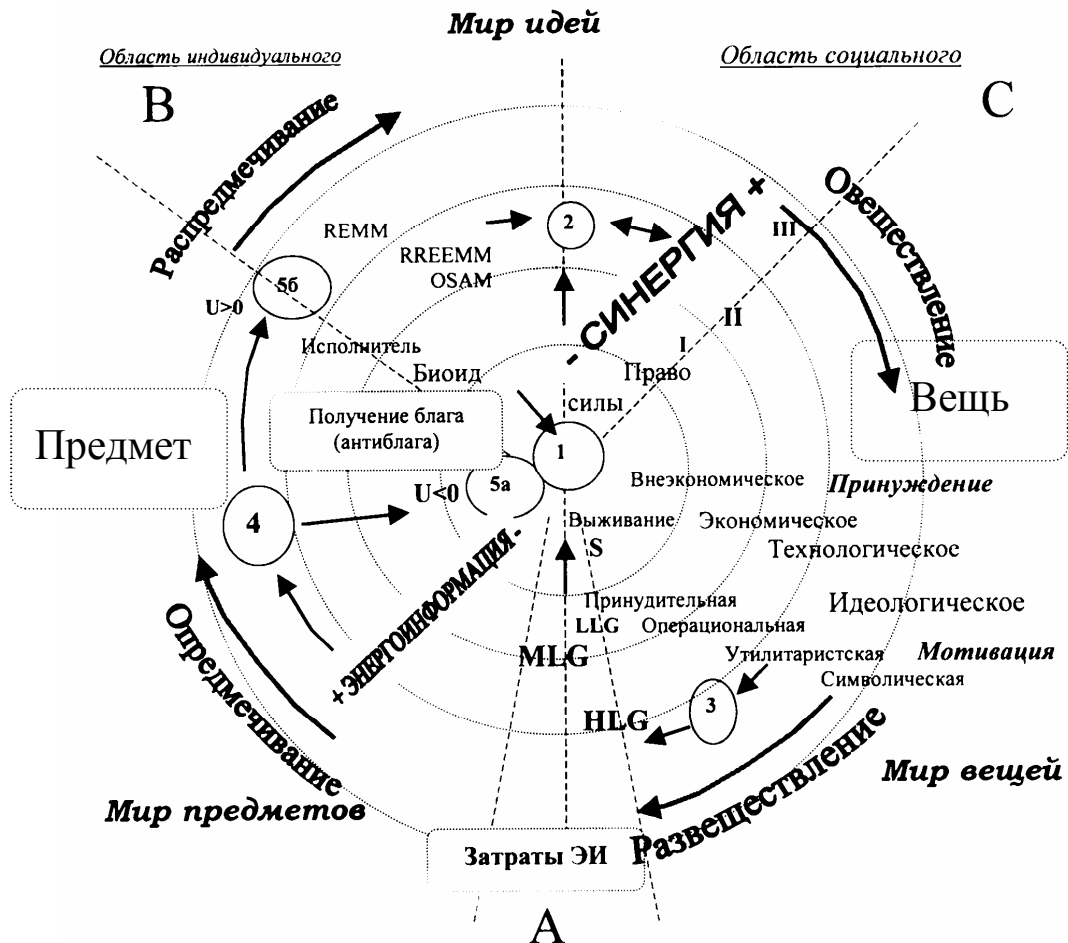 Мир идей
Область индивидуального
Область социального
B
C
Распредмечивание
Овеществление
СИНЕРГИЯ +
-
2
III
REMM
RREEMM
OSAM
5б
U>0
II
I
Исполнитель
Биоид
Право
силы
Предмет
Получение блага
(антиблага)
Вещь
1
5а
U<0
4
Внеэкономическое
Принуждение
Выживание
Экономическое
S
Технологическое
+ ЭНЕРГОИНФОРМАЦИЯ -
Принудительная
Идеологическое
LLG
Операциональная
MLG
Утилитаристская
Мотивация
Символическая
HLG
3
Опредмечивание
Развеществление
Мир вещей
Мир предметов
Затраты ЭИ
A